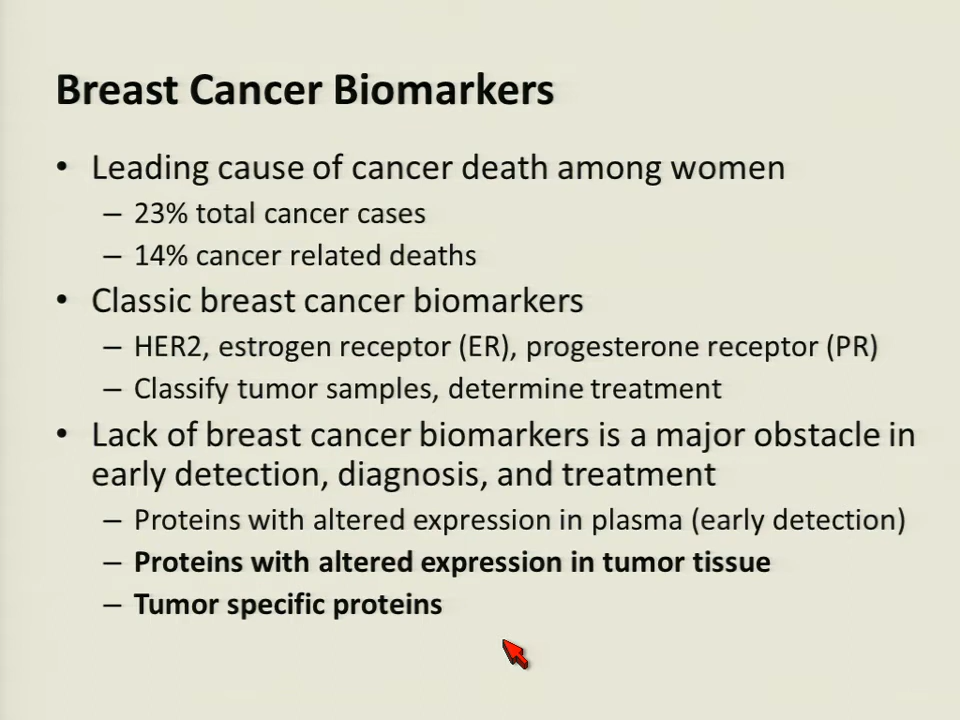 Breast Cancer Biomarkers
• Leading cause of cancer death among women
– 23% total cancer cases
– 14% cancer related deaths
• Classic breast cancer biomarkers
– HER2, estrogen receptor (ER), progesterone receptor (PR)
– Classify tumor samples, determine treatment
• Lack of breast cancer biomarkers is a major obstacle in
early detection, diagnosis, and treatment
– Proteins with altered expression in plasma (early detection)
– Proteins with altered expression in tumor tissue
– Tumor specific proteins